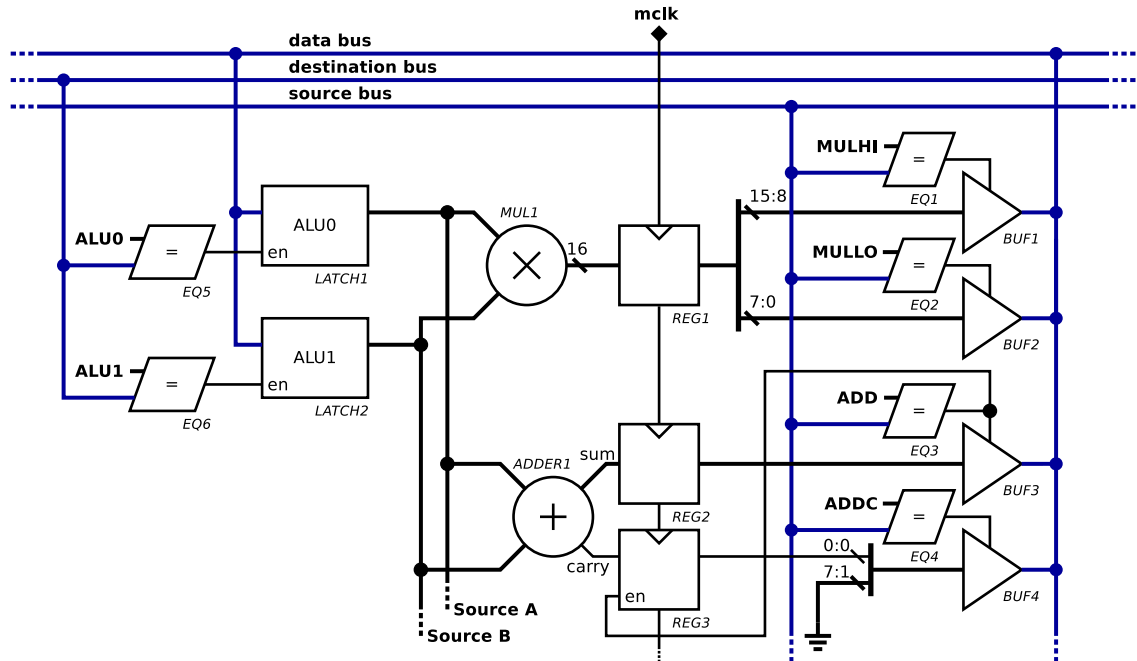 mclk
data bus
destination bus
source bus
MULHI
=
EQ1
15:8
BUF1
ALU0
en
LATCH1
MUL1
16
REG1
ALU0
=
EQ5
MULLO
=
EQ2
7:0
BUF2
ALU1
en
LATCH2
ALU1
=
EQ6
ADD
=
EQ3
BUF3
ADDER1
sum
REG2
+
carry
ADDC
=
EQ4
0:0
7:1
BUF4
en
REG3
Source A
Source B